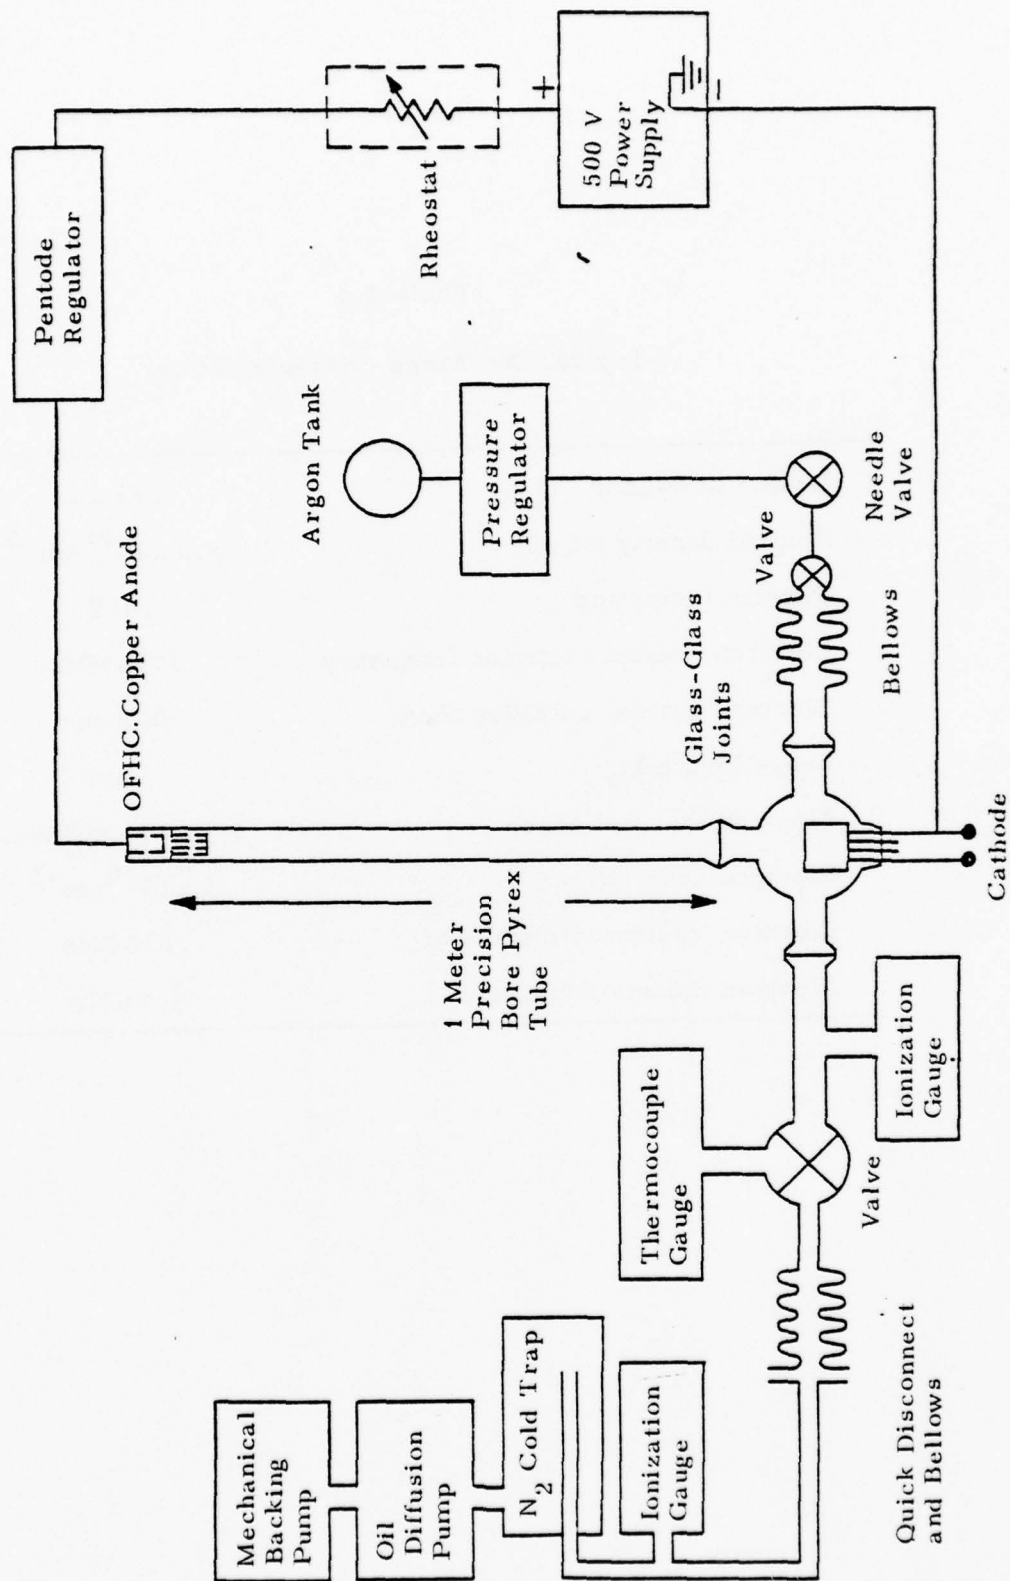 Pentode
Regulator
Rheostat
+
500 V
Power
Supply
−
Argon Tank
Pressure
Regulator
Needle
Valve
Valve
Bellows
OFHC.Copper Anode
Glass-Glass
Joints
Cathode
1 Meter
Precision
Bore Pyrex
Tube
Ionization
Gauge
Thermocouple
Gauge
Valve
Mechanical
Backing
Pump
Oil
Diffusion
Pump
N2 Cold Trap
Ionization
Gauge
Quick Disconnect
and Bellows